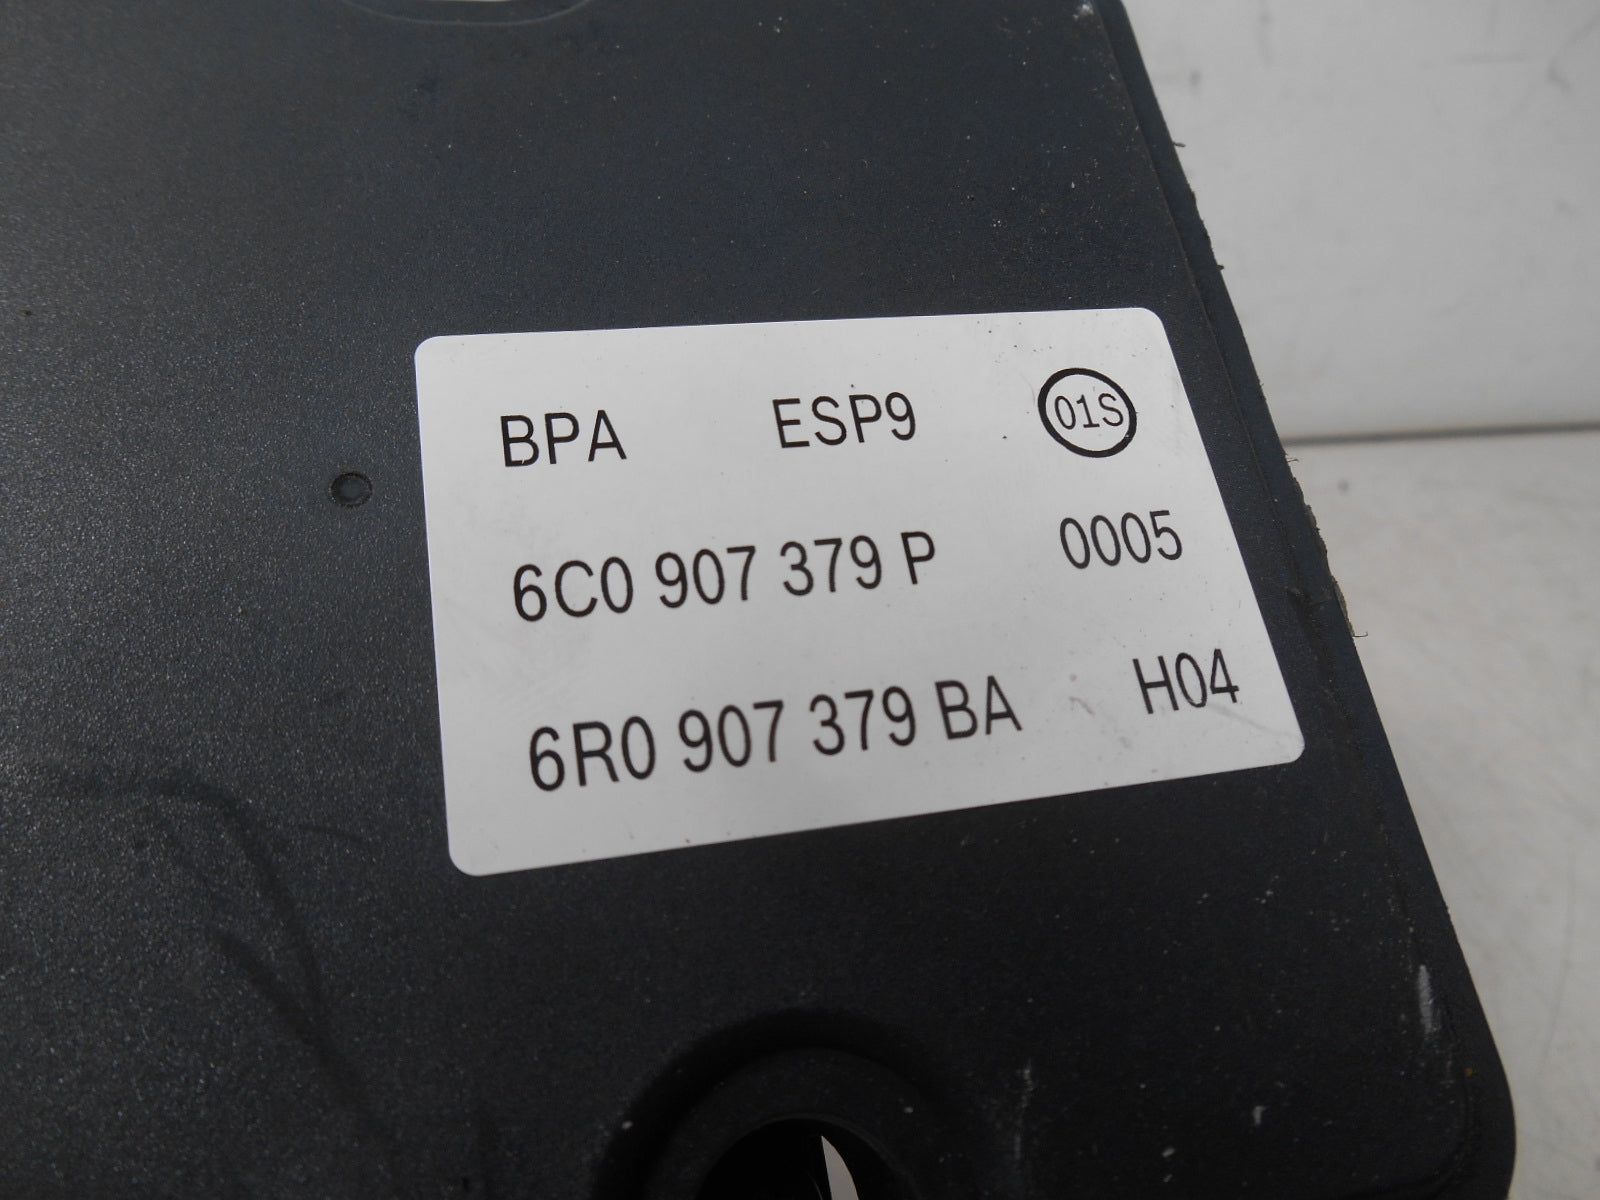 BPA ESP9 01S
6C0 907 379 P 0005
6R0 907 379 BA H04